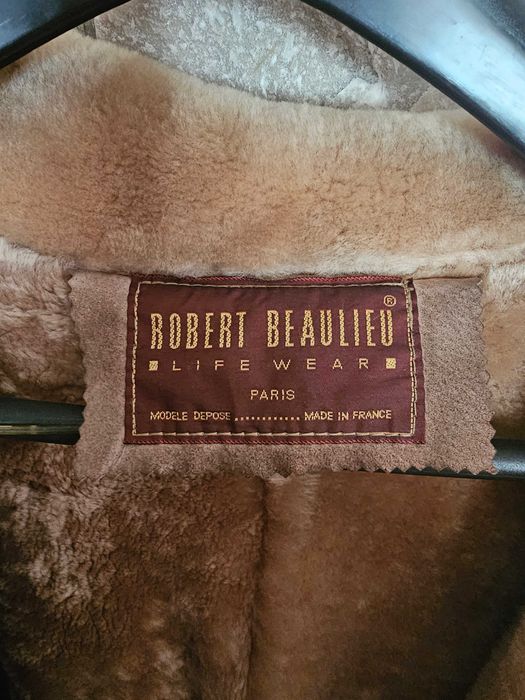 ROBERT BEAULIEU®
LIFE WEAR
PARIS
MODELE DEPOSE............MADE IN FRANCE